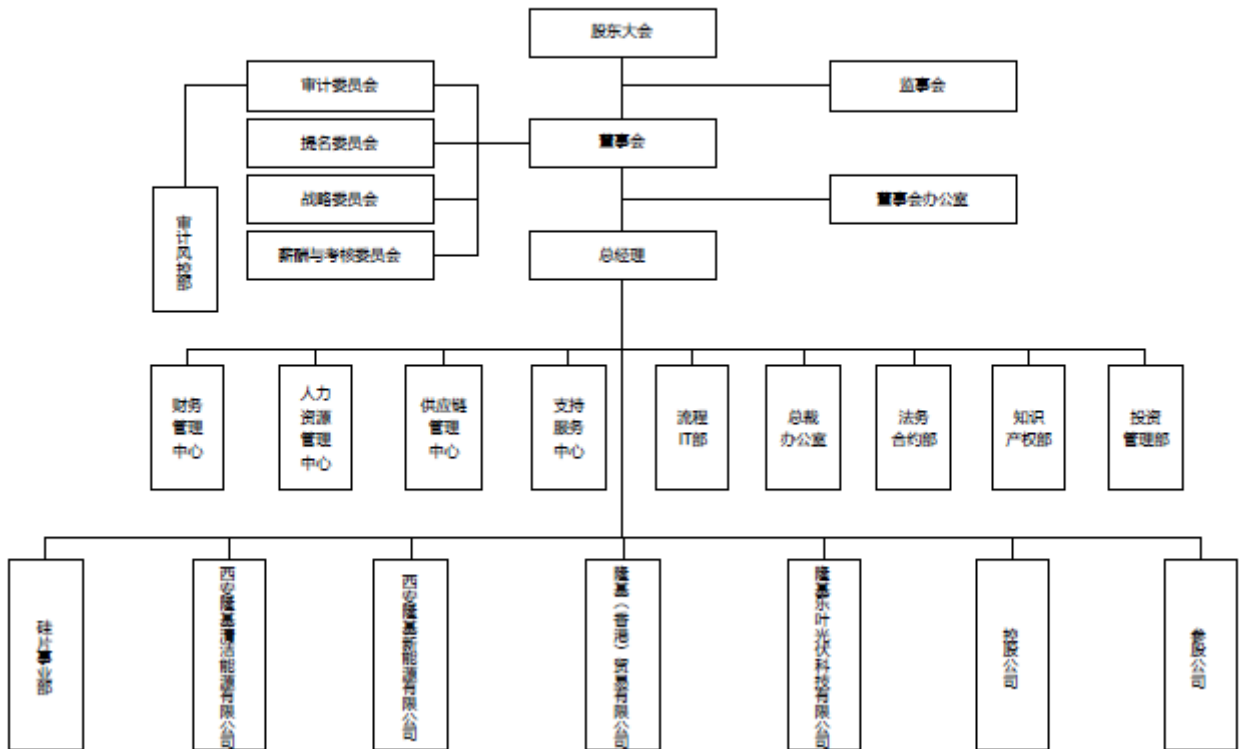 股东大会
审计委员会
监事会
提名委员会
董事会
战略委员会
董事会办公室
审计风控部
薪酬与考核委员会
总经理
财务
管理
中心
人力
资源
管理
中心
供应链
管理
中心
支持
服务
中心
流程
IT部
总裁
办公室
法务
合约部
知识
产权部
投资
管理部
硅片事业部
西安隆基清洁能源有限公司
西安隆基新能源有限公司
隆基（香港）贸易有限公司
隆基乐叶光伏科技有限公司
控股公司
参股公司